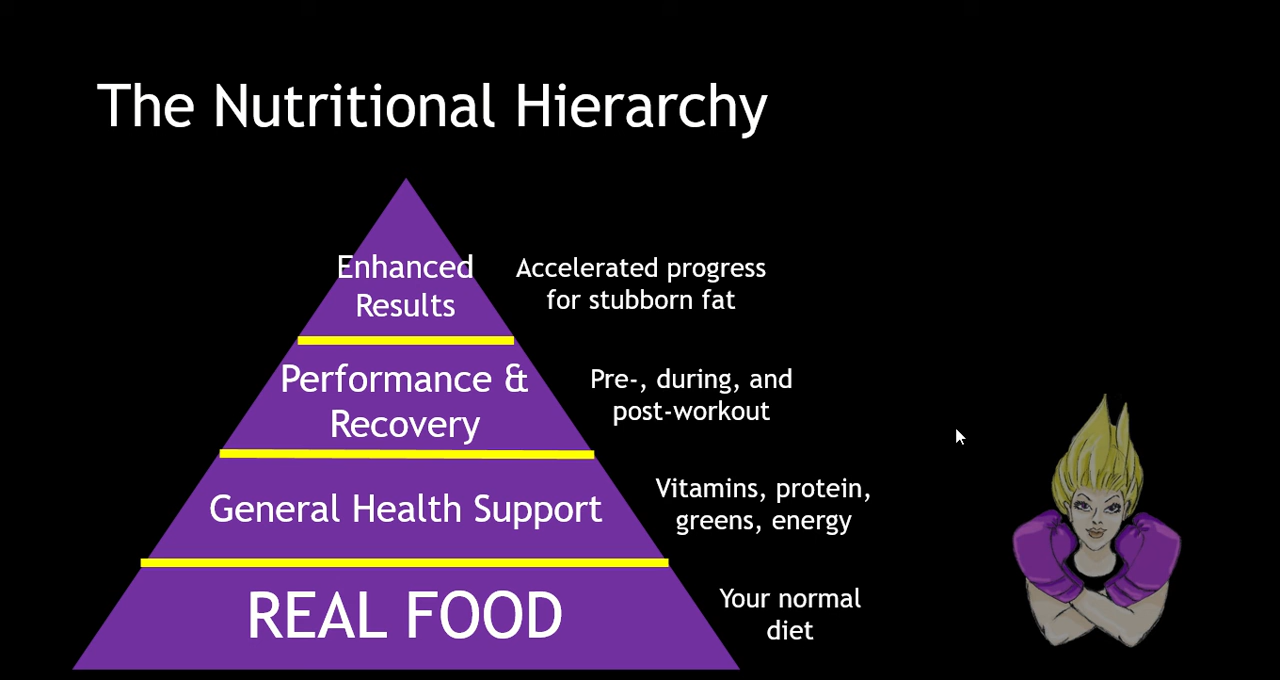 The Nutritional Hierarchy
Enhanced
Results
Accelerated progress
for stubborn fat
Performance &
Recovery
Pre-, during, and
post-workout
General Health Support
Vitamins, protein,
greens, energy
REAL FOOD
Your normal
diet